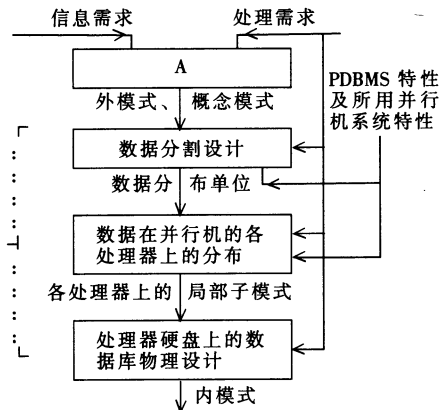 信息需求
处理需求
A
PDBMS 特性
及所用并行
机系统特性
外模式、概念模式
数据分割设计
数据分布单位
数据在并行机的各
处理器上的分布
各处理器上的局部子模式
处理器硬盘上的数
据库物理设计
内模式